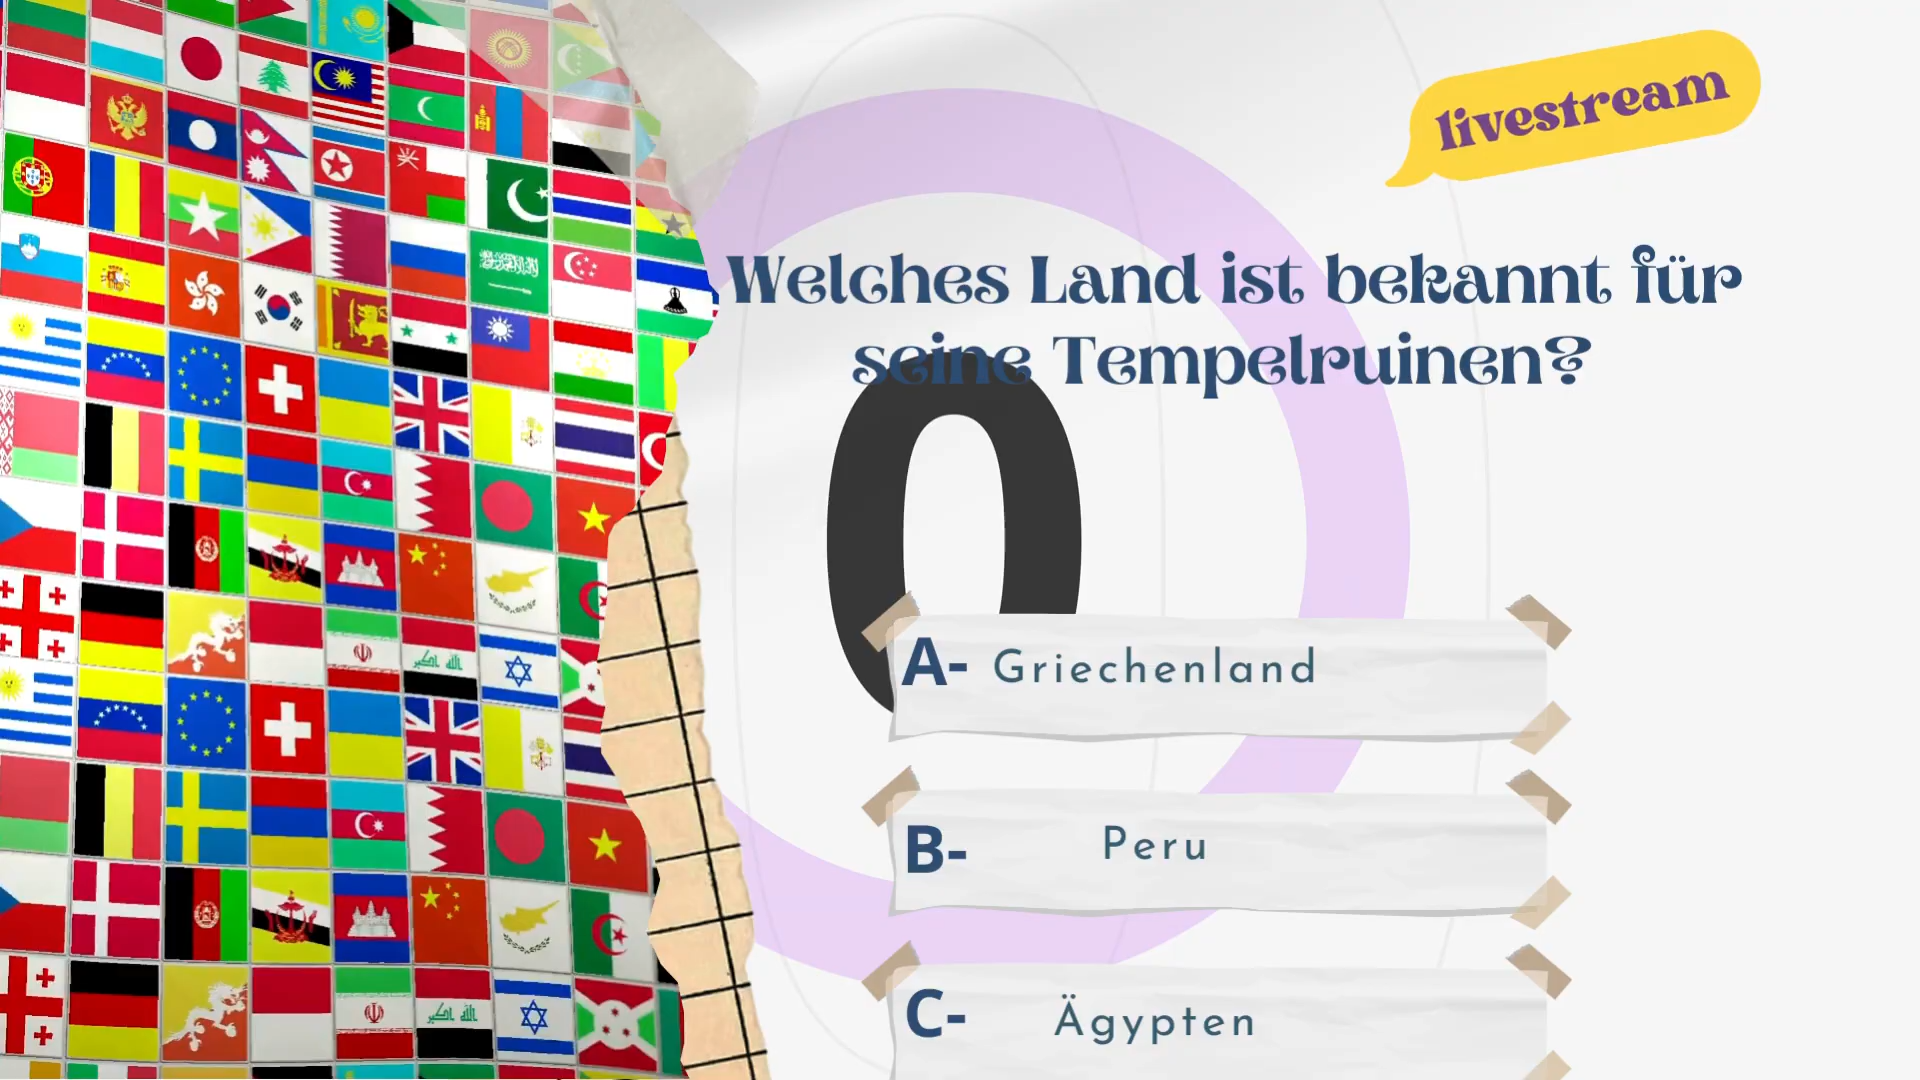 livestream
Welches Land ist bekannt für
seine Tempelruinen?
0
A- Griechenland
B- Peru
C- Ägypten